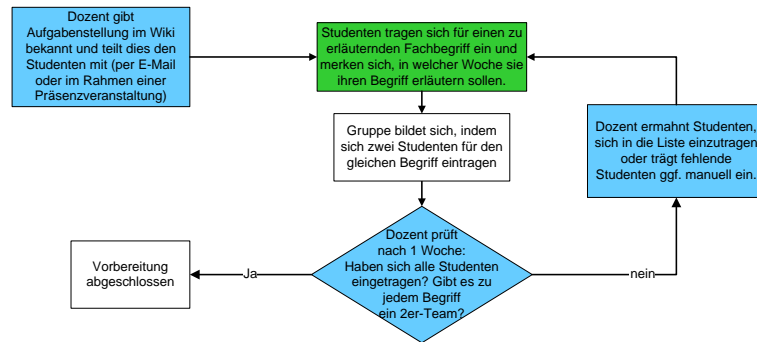 Dozent gibt
Aufgabenstellung im Wiki
bekannt und teilt dies den
Studenten mit (per E-Mail
oder im Rahmen einer
Präsenzveranstaltung)
Studenten tragen sich für einen zu
erläuternden Fachbegriff ein und
merken sich, in welcher Woche sie
ihren Begriff erläutern sollen.
Gruppe bildet sich, indem
sich zwei Studenten für den
gleichen Begriff eintragen
Dozent ermahnt Studenten,
sich in die Liste einzutragen
oder trägt fehlende
Studenten ggf. manuell ein.
Dozent prüft
nach 1 Woche:
Haben sich alle Studenten
eingetragen? Gibt es zu
jedem Begriff
ein 2er-Team?
Ja
nein
Vorbereitung
abgeschlossen